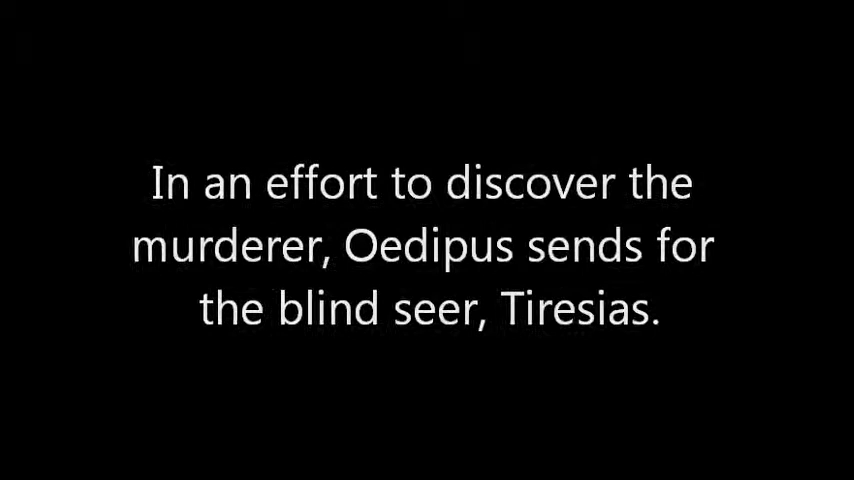 In an effort to discover the
murderer, Oedipus sends for
the blind seer, Tiresias.